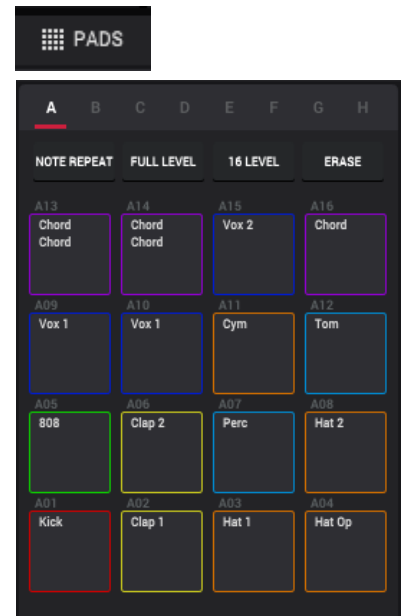 PADS
A B C D E F G H
NOTE REPEAT FULL LEVEL 16 LEVEL ERASE
A13 A14 A15 A16
Chord Chord Vox 2 Chord
Chord Chord
A09 A10 A11 A12
Vox 1 Vox 1 Cym Tom
A05 A06 A07 A08
808 Clap 2 Perc Hat 2
A01 A02 A03 A04
Kick Clap 1 Hat 1 Hat Op